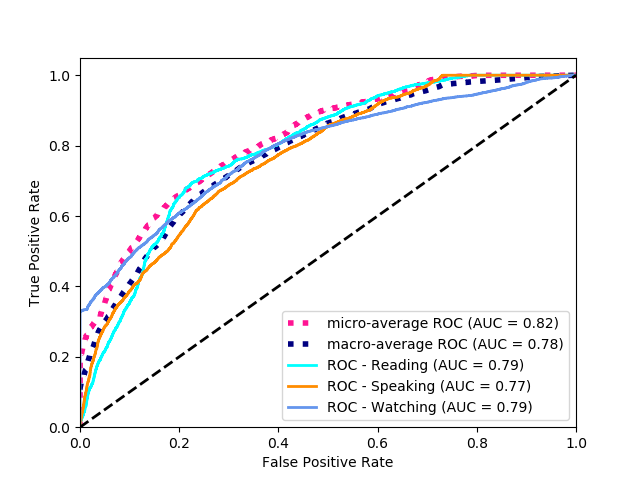 1.0
0.8
0.6
0.4
0.2
0.0
True Positive Rate
micro-average ROC (AUC = 0.82)
macro-average ROC (AUC = 0.78)
ROC - Reading (AUC = 0.79)
ROC - Speaking (AUC = 0.77)
ROC - Watching (AUC = 0.79)
0.0 0.2 0.4 0.6 0.8 1.0
False Positive Rate